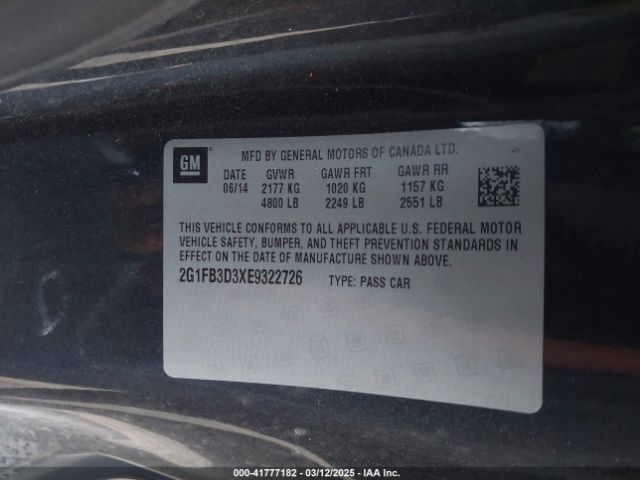 GM
MFD BY GENERAL MOTORS OF CANADA LTD.
DATE GVWR GAWR FRT GAWR RR
06/14 2177 KG 1020 KG 1157 KG
4800 LB 2249 LB 2551 LB
THIS VEHICLE CONFORMS TO ALL APPLICABLE U.S. FEDERAL MOTOR
VEHICLE SAFETY, BUMPER, AND THEFT PREVENTION STANDARDS IN
EFFECT ON THE DATE OF MANUFACTURE SHOWN ABOVE.
2G1FB3D3XE9322726 TYPE: PASS CAR
000-41777182 - 03/12/2025 - IAA Inc.